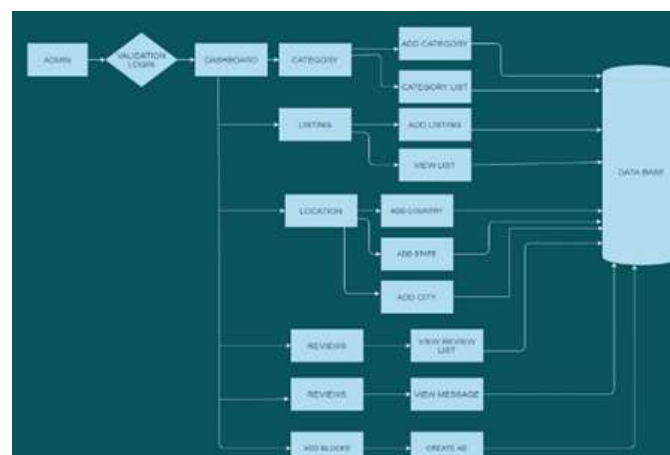 ADMIN
VALIDATION
LOGIN
DASHBOARD
CATEGORY
ADD CATEGORY
CATEGORY LIST
LISTING
ADD LISTING
VIEW LIST
DATA BASE
LOCATION
ADD COUNTRY
ADD STATE
ADD CITY
REVIEWS
VIEW REVIEW
LIST
REVIEWS
VIEW MESSAGE
ADD BLOCKS
CREATE AD